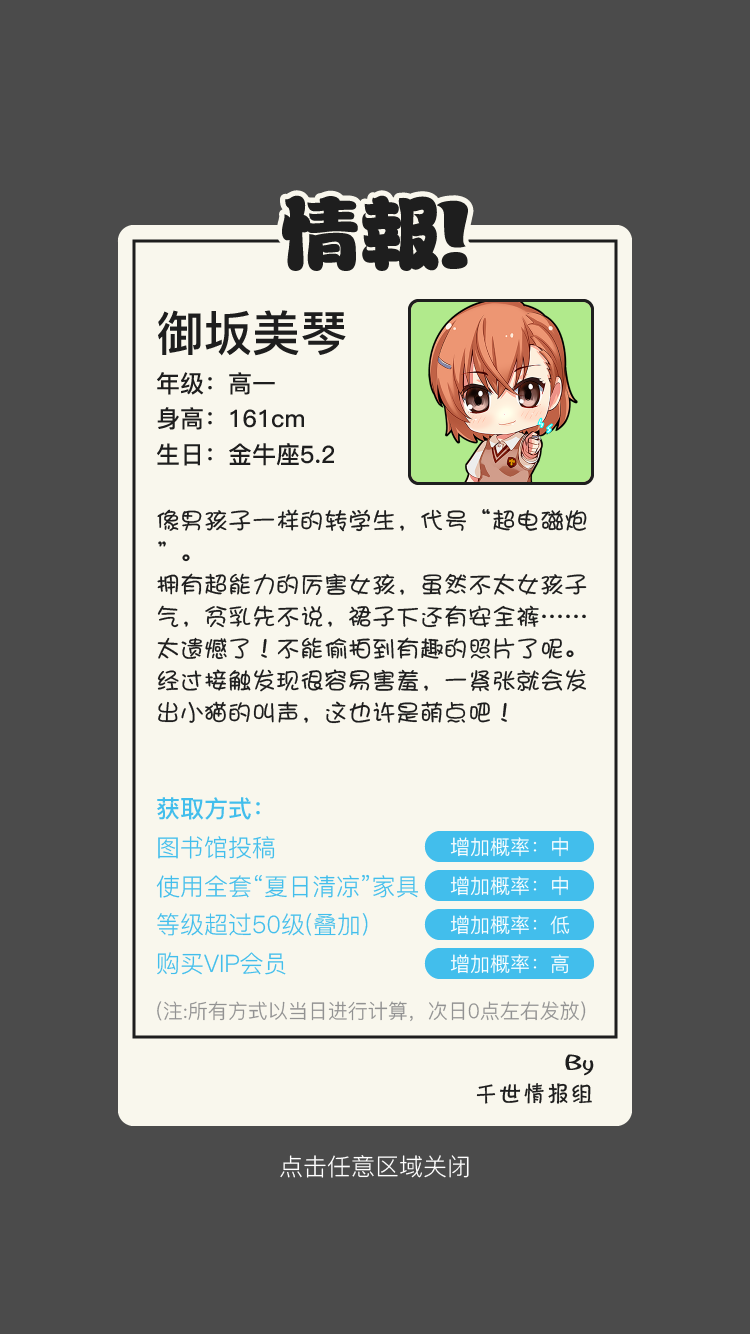 情報!
御坂美琴
年级：高一
身高：161cm
生日：金牛座5.2
像男孩子一样的转学生，代号“超电磁炮
”。
拥有超能力的厉害女孩，虽然不太女孩子
气，贫乳先不说，裙子下还有安全裤……
太遗憾了！不能偷拍到有趣的照片了呢。
经过接触发现很容易害羞，一紧张就会发
出小猫的叫声，这也许是萌点吧！
获取方式：
图书馆投稿 增加概率：中
使用全套“夏日清凉”家具 增加概率：中
等级超过50级(叠加) 增加概率：低
购买VIP会员 增加概率：高
(注:所有方式以当日进行计算，次日0点左右发放)
By
千世情报组
点击任意区域关闭